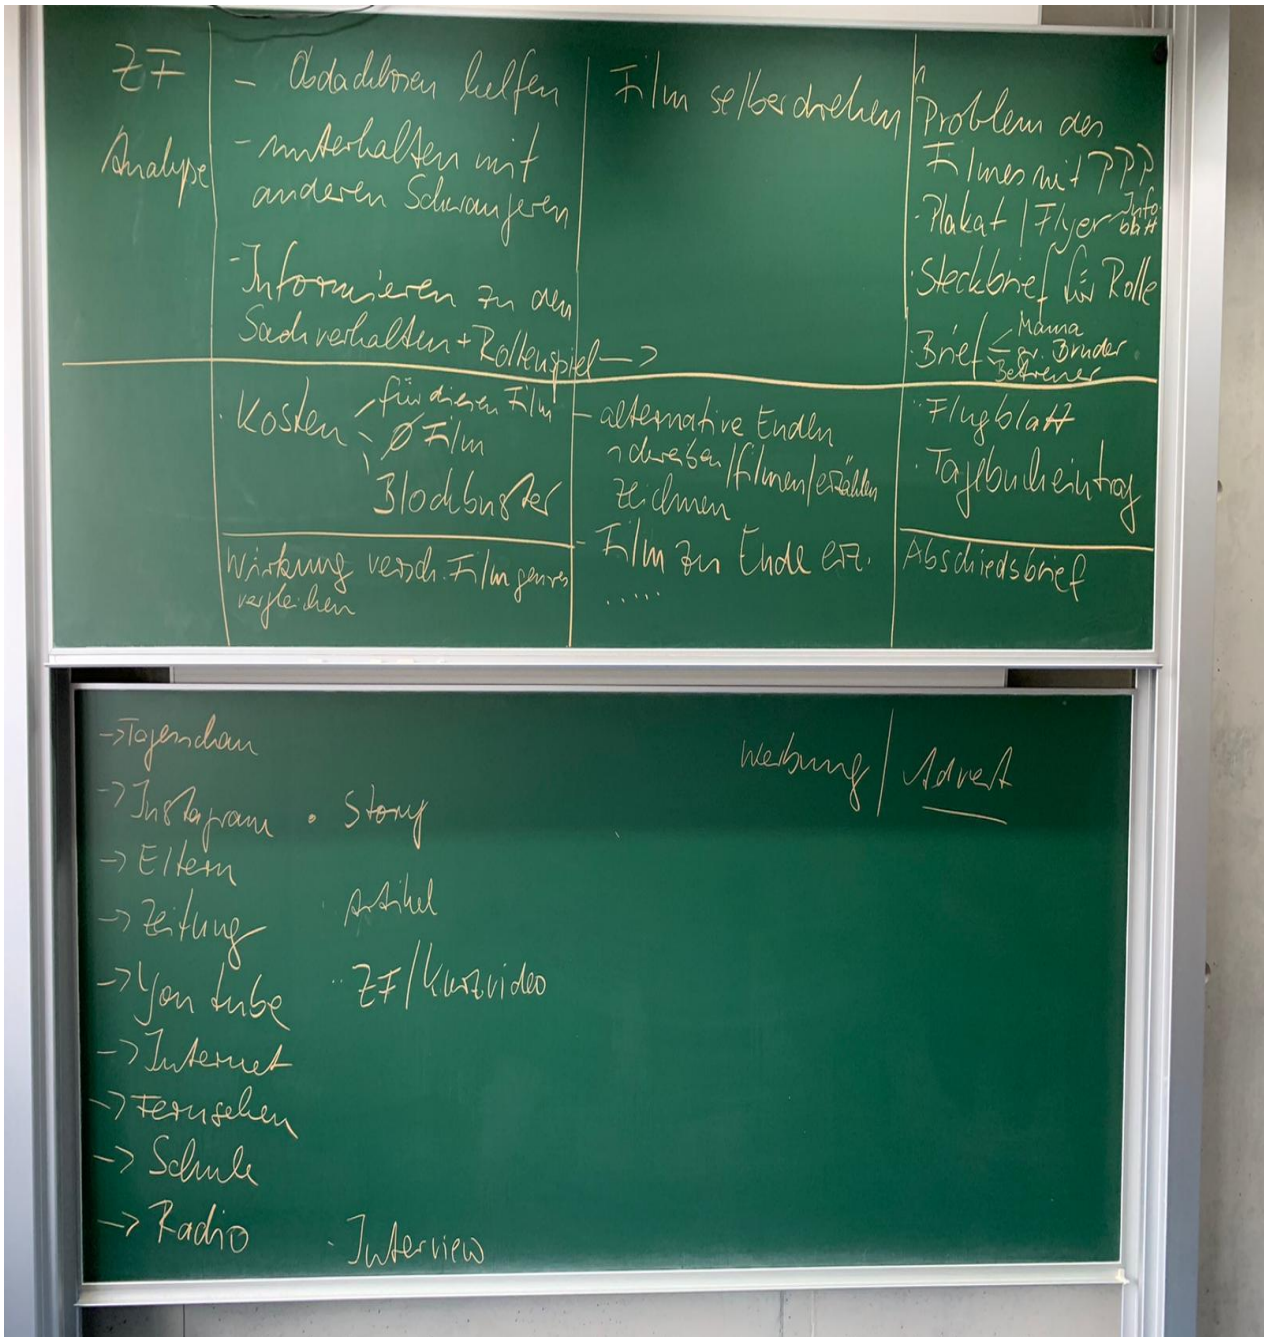 ZF
Analyse
- Obdachlosen helfen
- unterhalten mit
anderen Schwangeren
- Informieren zu den
Sachverhalten + Rollenspiel →
Film selberdrehen
Problem des
Filmes mit PPP
· Plakat / Flyer - Info
blatt
· Steckbrief für Rolle
· Brief - Mama
gr. Bruder
Betreuer
· Kosten für diesen Film
Ø Film
Blockbuster
Wirkung versch. Filmgenres
vergleichen
- alternative Enden
schreiben/filmen/erzählen
zeichnen
- Film zu Ende erz.
.....
· Flugblatt
· Tagebucheintrag
Abschiedsbrief
→ Tagesschau
→ Instagram · Story
→ Eltern
→ Zeitung · Artikel
→ You tube · ZF/Kurzvideo
→ Internet
→ Fernsehen
→ Schule
→ Radio · Interview
Werbung / Advert